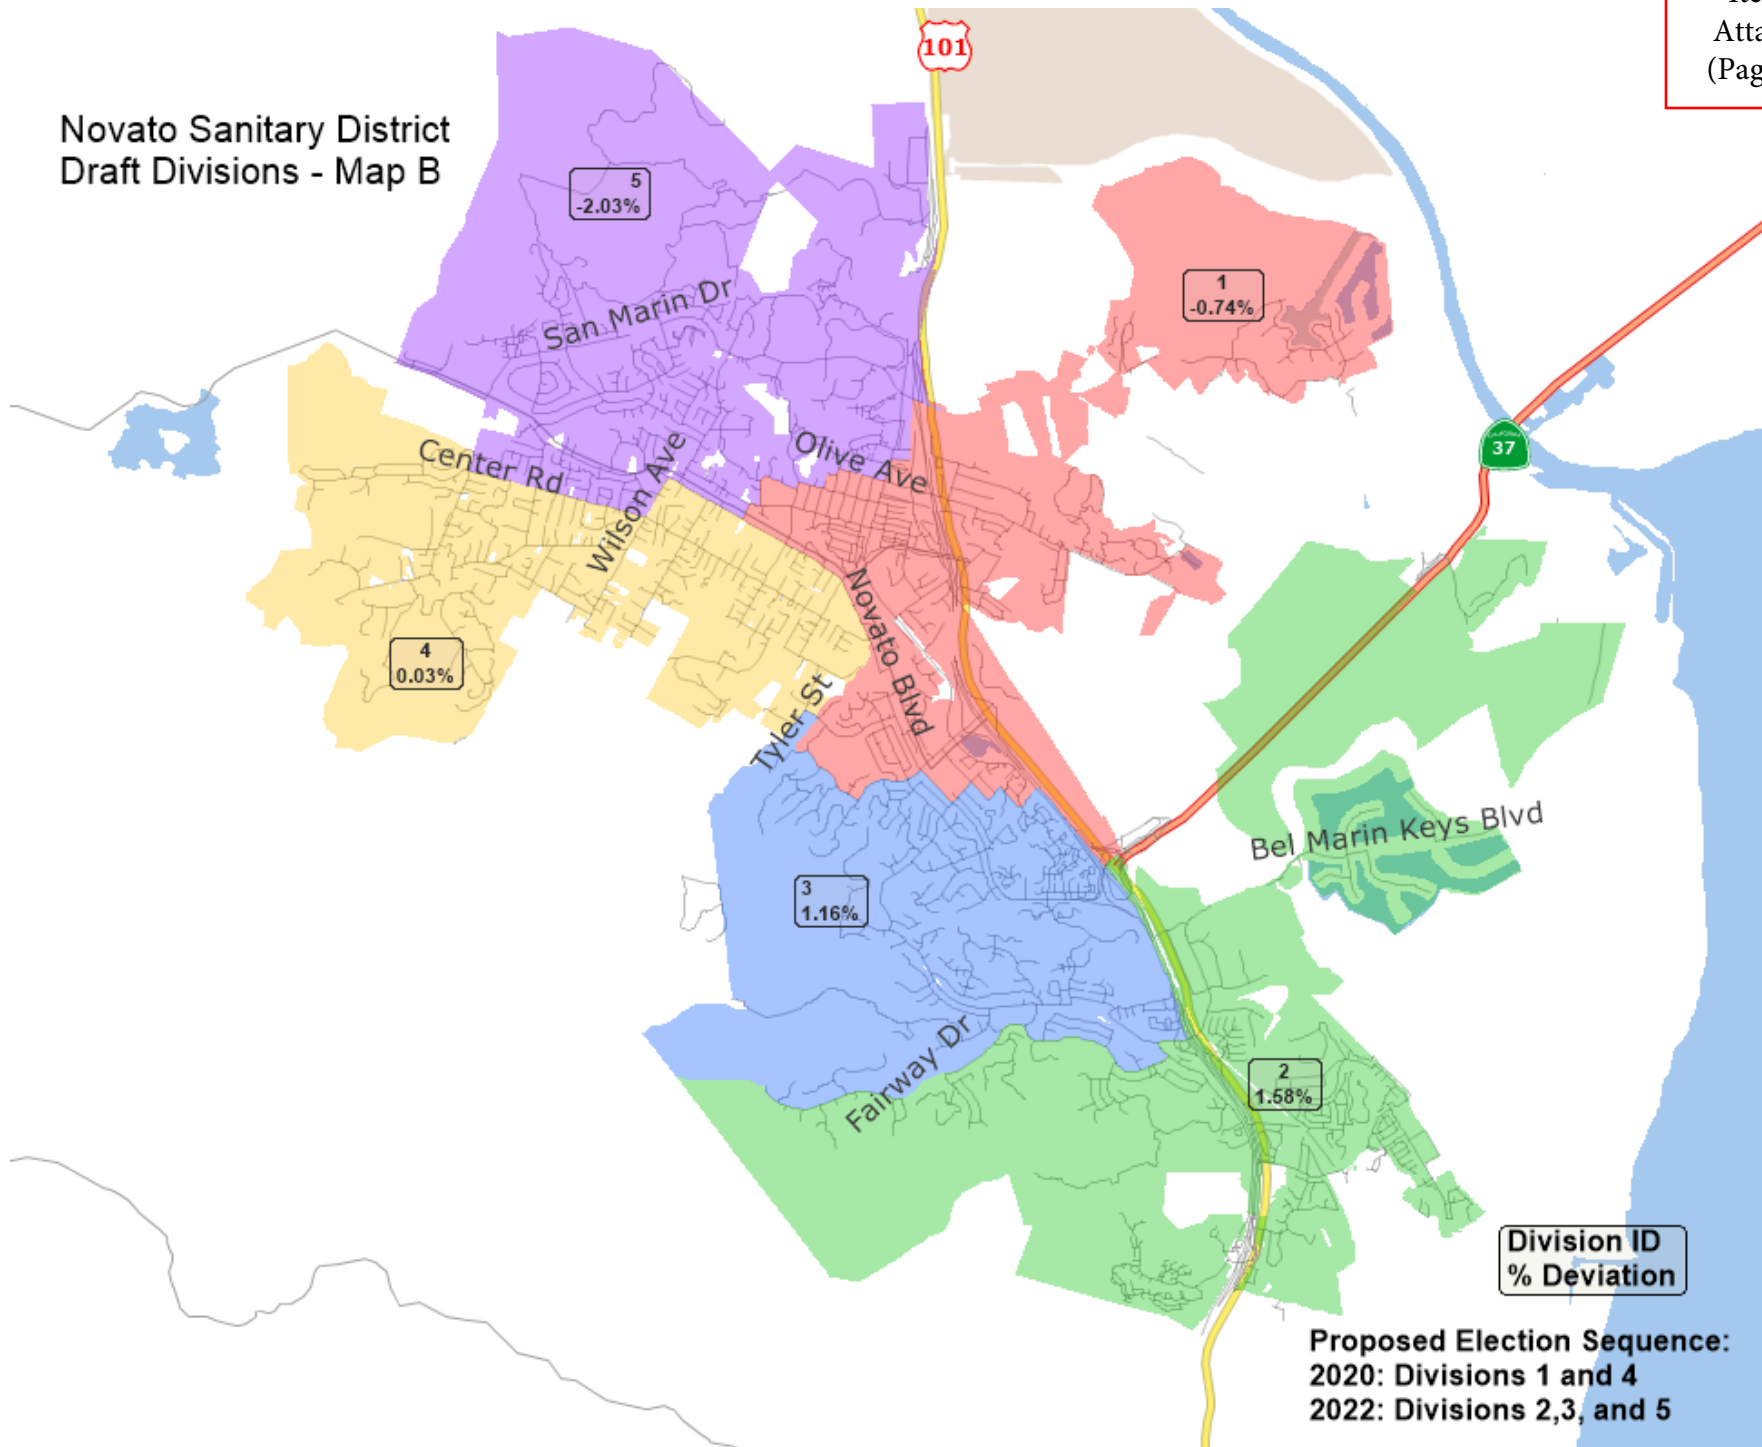 Atta
(Pag
101
Novato Sanitary District
Draft Divisions - Map B
5
-2.03%
1
-0.74%
San Marin Dr
37
Olive Ave
Center Rd
Wilson Ave
Novato Blvd
4
0.03%
Tyler St
Bel Marin Keys Blvd
3
1.16%
Fairway Dr
2
1.58%
Division ID
% Deviation
Proposed Election Sequence:
2020: Divisions 1 and 4
2022: Divisions 2,3, and 5